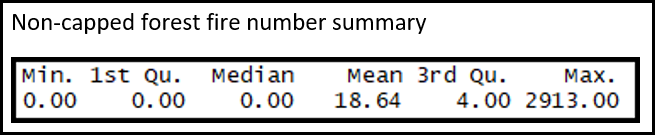 Non-capped forest fire number summary
Min. 1st Qu. Median Mean 3rd Qu. Max.
0.00 0.00 0.00 18.64 4.00 2913.00